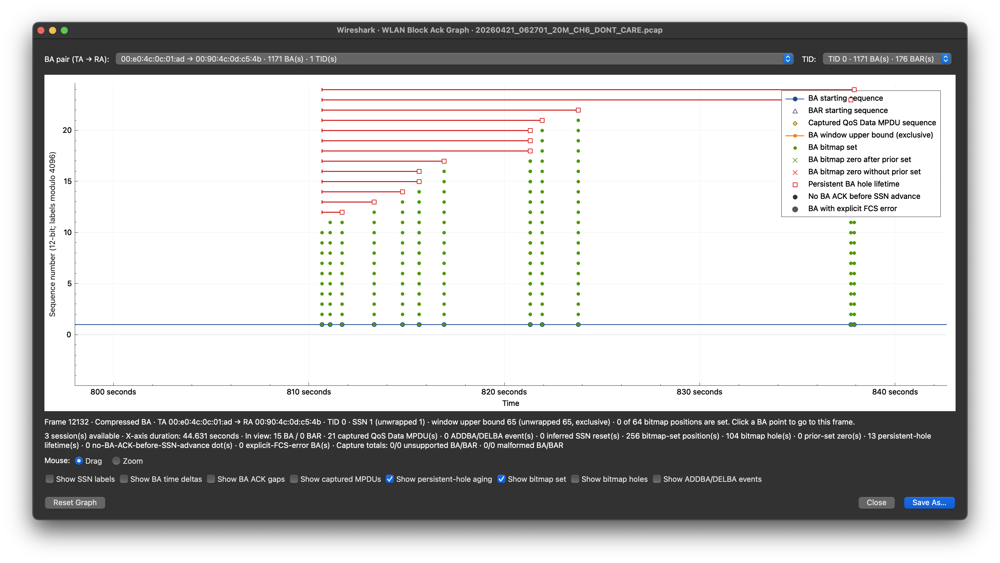 Wireshark · WLAN Block Ack Graph · 20260421_062701_20M_CH6_DONT_CARE.pcap
BA pair (TA → RA): 00:e0:4c:0c:01:ad → 00:90:4c:0d:c5:4b · 1171 BA(s) · 1 TID(s) TID: TID 0 · 1171 BA(s) · 176 BAR(s)
Sequence number (12-bit; labels modulo 4096)
20
15
10
5
0
BA starting sequence
BAR starting sequence
Captured QoS Data MPDU sequence
BA window upper bound (exclusive)
BA bitmap set
BA bitmap zero after prior set
BA bitmap zero without prior set
Persistent BA hole lifetime
No BA ACK before SSN advance
BA with explicit FCS error
800 seconds 810 seconds 820 seconds 830 seconds 840 seconds
Time
Frame 12132 · Compressed BA · TA 00:e0:4c:0c:01:ad → RA 00:90:4c:0d:c5:4b · TID 0 · SSN 1 (unwrapped 1) · window upper bound 65 (unwrapped 65, exclusive) · 0 of 64 bitmap positions are set. Click a BA point to go to this frame.
3 session(s) available · X-axis duration: 44.631 seconds · In view: 15 BA / 0 BAR · 21 captured QoS Data MPDU(s) · 0 ADDBA/DELBA event(s) · 0 inferred SSN reset(s) · 256 bitmap-set position(s) · 104 bitmap hole(s) · 0 prior-set zero(s) · 13 persistent-hole
lifetime(s) · 0 no-BA-ACK-before-SSN-advance dot(s) · 0 explicit-FCS-error BA(s) · Capture totals: 0/0 unsupported BA/BAR · 0/0 malformed BA/BAR
Mouse: Drag Zoom
Show SSN labels Show BA time deltas Show BA ACK gaps Show captured MPDUs Show persistent-hole aging Show bitmap set Show bitmap holes Show ADDBA/DELBA events
Reset Graph Close Save As...